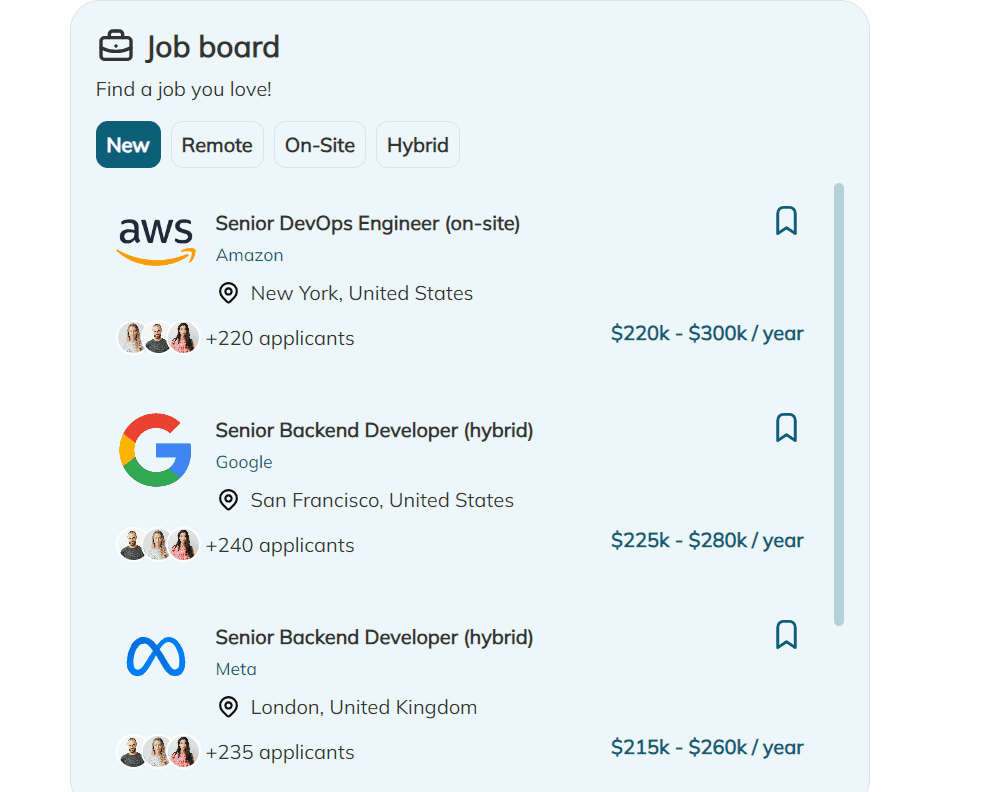 Job board
Find a job you love!
New Remote On-Site Hybrid
aws
Senior DevOps Engineer (on-site)
Amazon
New York, United States
+220 applicants
$220k - $300k / year
Senior Backend Developer (hybrid)
Google
San Francisco, United States
+240 applicants
$225k - $280k / year
Senior Backend Developer (hybrid)
Meta
London, United Kingdom
+235 applicants
$215k - $260k / year